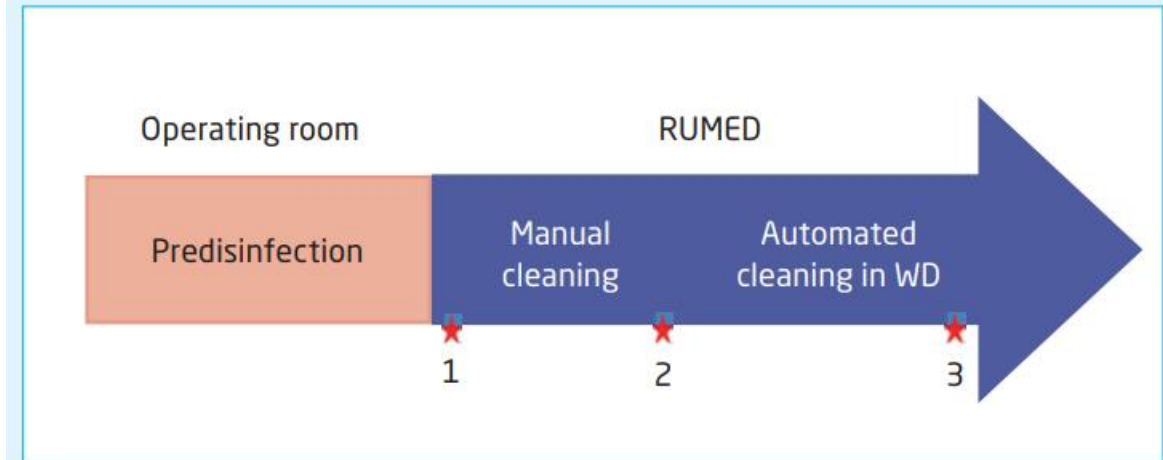 Operating room
RUMED
Predisinfection
Manual
cleaning
Automated
cleaning in WD
1
2
3